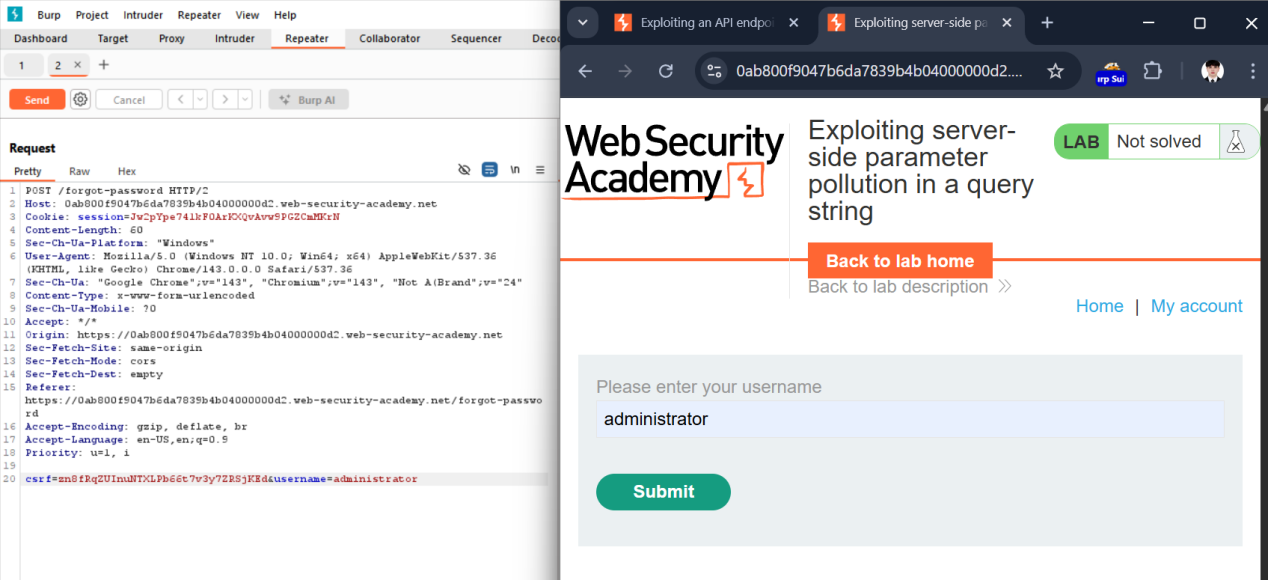 Burp Project Intruder Repeater View Help
Dashboard Target Proxy Intruder Repeater Collaborator Sequencer
1 2 × +
Send Cancel < > Burp AI
Request
Pretty Raw Hex \n
1 POST /forgot-password HTTP/2
2 Host: 0ab800f9047b6da7839b4b04000000d2.web-security-academy.net
3 Cookie: session=
4 Content-Length: 60
5 Sec-Ch-Ua-Platform: "Windows"
6 User-Agent: Mozilla/5.0 (Windows NT 10.0; Win64; x64) AppleWebKit/537.36
(KHTML, like Gecko) Chrome/143.0.0.0 Safari/537.36
7 Sec-Ch-Ua: "Google Chrome";v="143", "Chromium";v="143", "Not A(Brand";v="24"
8 Content-Type: x-www-form-urlencoded
9 Sec-Ch-Ua-Mobile: ?0
10 Accept: */*
11 Origin: https://0ab800f9047b6da7839b4b04000000d2.web-security-academy.net
12 Sec-Fetch-Site: same-origin
13 Sec-Fetch-Mode: cors
14 Sec-Fetch-Dest: empty
15 Referer:
https://0ab800f9047b6da7839b4b04000000d2.web-security-academy.net/forgot-passwo
rd
16 Accept-Encoding: gzip, deflate, br
17 Accept-Language: en-US,en;q=0.9
18 Priority: u=1, i
19
20 csrf= &username=administrator
Exploiting an API endpoi × Exploiting server-side pa × +
0ab800f9047b6da7839b4b04000000d2....
urp Sui
Web Security
Academy
Exploiting server-
side parameter
pollution in a query
string
LAB Not solved
Back to lab home
Back to lab description >>
Home | My account
Please enter your username
administrator
Submit